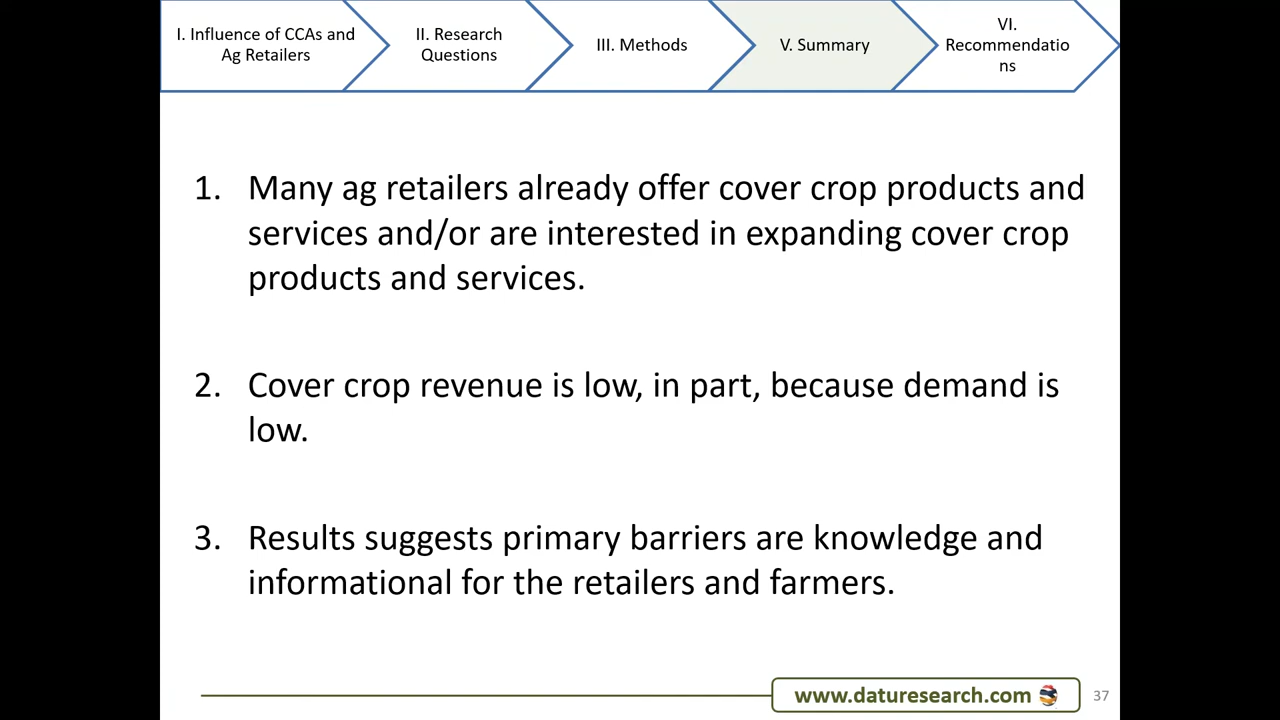 I. Influence of CCAs and
Ag Retailers
II. Research
Questions
III. Methods
V. Summary
VI.
Recommendatio
ns
1. Many ag retailers already offer cover crop products and
services and/or are interested in expanding cover crop
products and services.
2. Cover crop revenue is low, in part, because demand is
low.
3. Results suggests primary barriers are knowledge and
informational for the retailers and farmers.
www.daturesearch.com
37